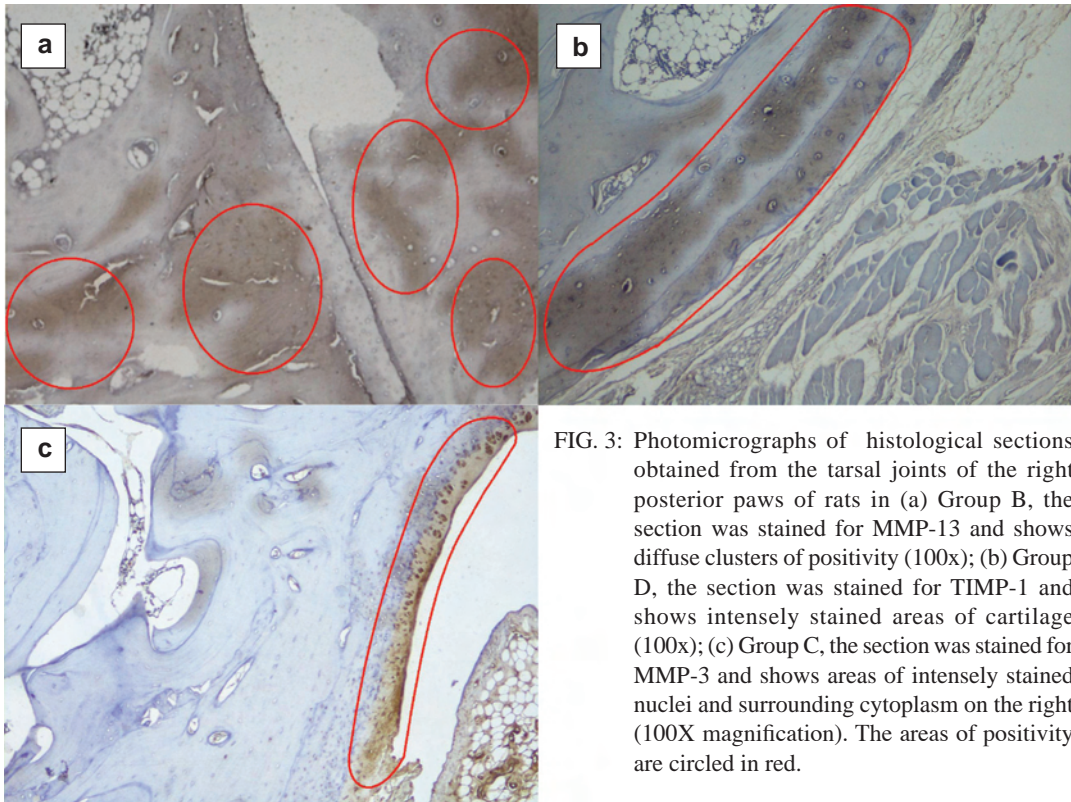 a
b
c
FIG. 3: Photomicrographs of histological sections
obtained from the tarsal joints of the right
posterior paws of rats in (a) Group B, the
section was stained for MMP-13 and shows
diffuse clusters of positivity (100x); (b) Group
D, the section was stained for TIMP-1 and
shows intensely stained areas of cartilage
(100x); (c) Group C, the section was stained for
MMP-3 and shows areas of intensely stained
nuclei and surrounding cytoplasm on the right
(100X magnification). The areas of positivity
are circled in red.